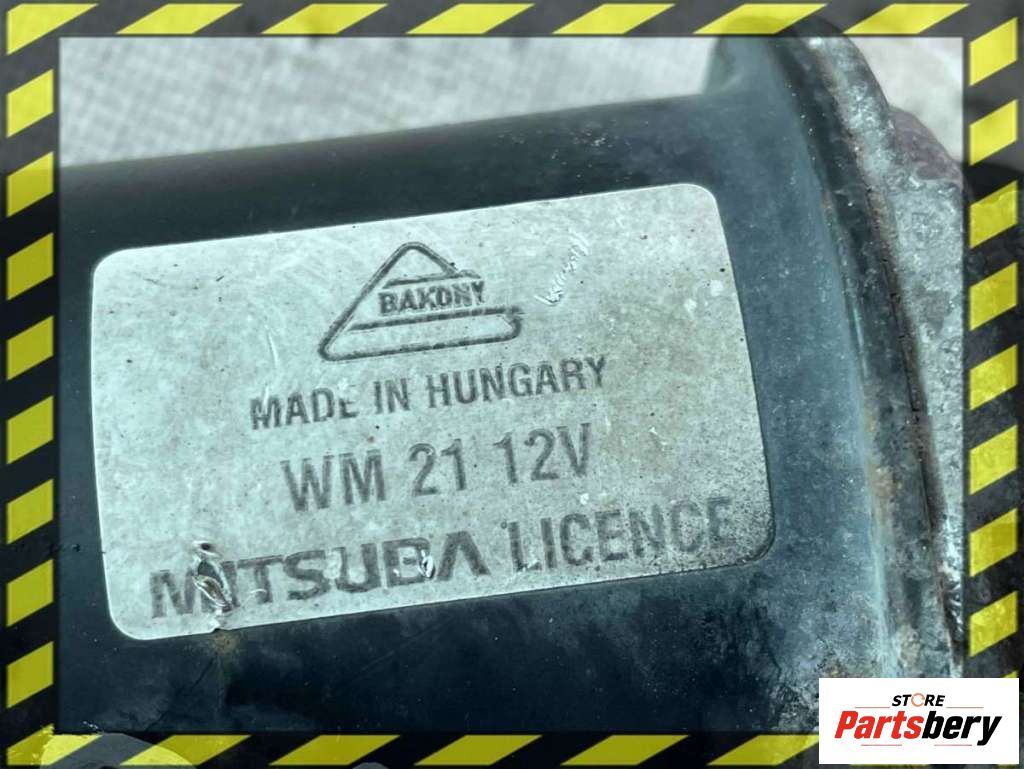 BAKONY
MADE IN HUNGARY
WM 21 12V
MITSUBA LICENCE
STORE
Partsbery